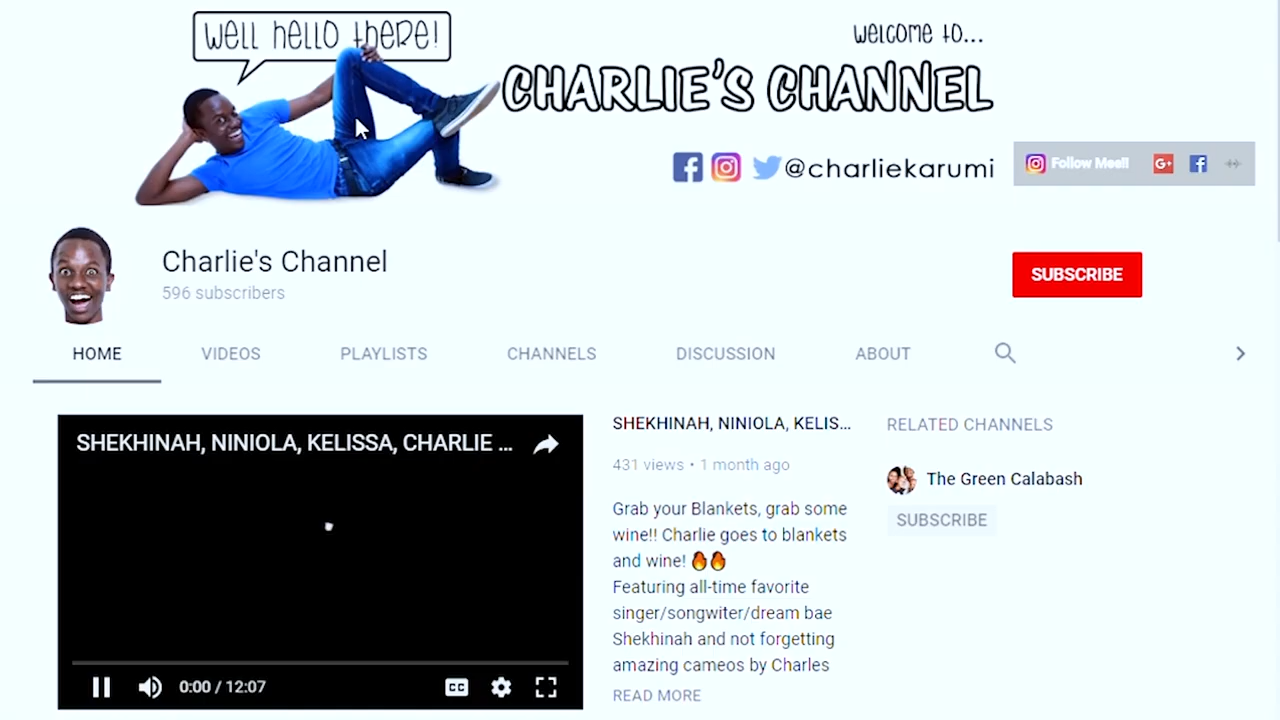 WELL HELLO THERE!
WELCOME TO...
CHARLIE'S CHANNEL
@charliekarumi
Follow Mee!!
G+
Charlie's Channel
596 subscribers
SUBSCRIBE
HOME
VIDEOS
PLAYLISTS
CHANNELS
DISCUSSION
ABOUT
SHEKHINAH, NINIOLA, KELISSA, CHARLIE ...
0:00 / 12:07
CC
SHEKHINAH, NINIOLA, KELIS...
431 views • 1 month ago
Grab your Blankets, grab some
wine!! Charlie goes to blankets
and wine! 🔥🔥
Featuring all-time favorite
singer/songwiter/dream bae
Shekhinah and not forgetting
amazing cameos by Charles
READ MORE
RELATED CHANNELS
The Green Calabash
SUBSCRIBE